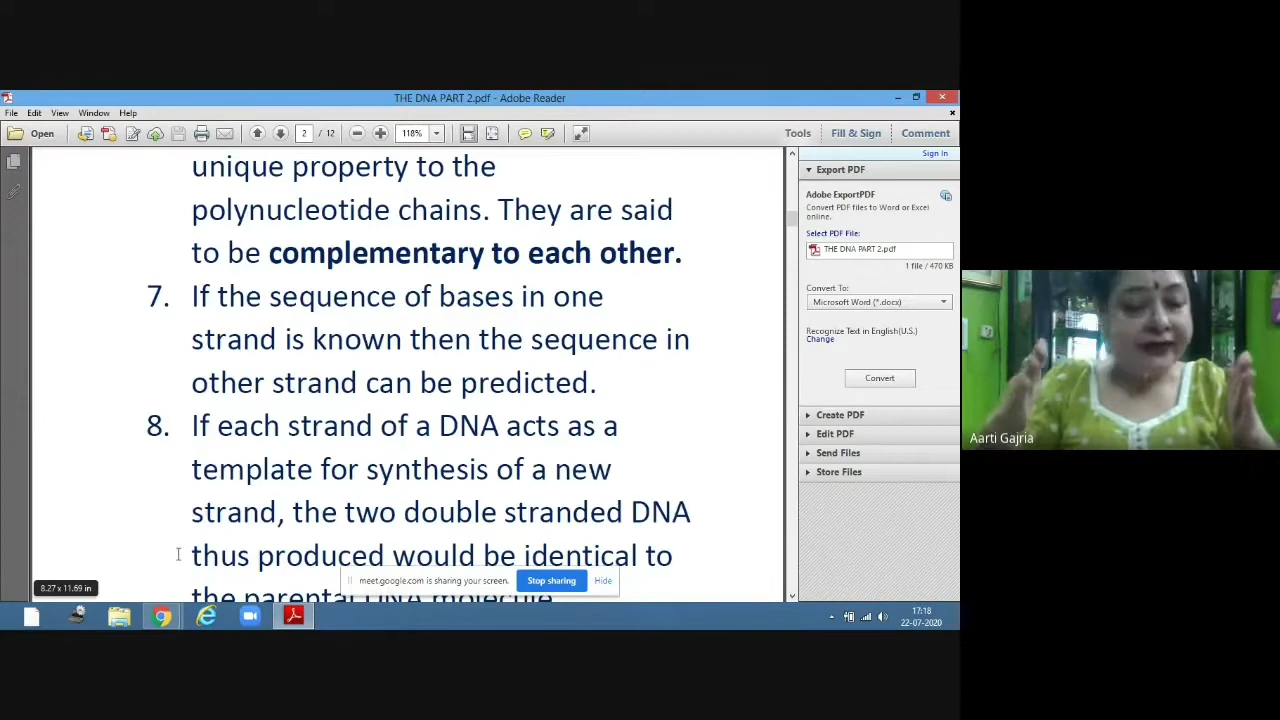 THE DNA PART 2.pdf - Adobe Reader
File Edit View Window Help
Open 2 / 12 118% Tools Fill & Sign Comment
Sign In
unique property to the
polynucleotide chains. They are said
to be complementary to each other.
7. If the sequence of bases in one
strand is known then the sequence in
other strand can be predicted.
8. If each strand of a DNA acts as a
template for synthesis of a new
strand, the two double stranded DNA
thus produced would be identical to
the parental DNA molecule
8.27 x 11.69 in
meet.google.com is sharing your screen. Stop sharing Hide
Export PDF
Adobe ExportPDF
Convert PDF files to Word or Excel
online.
Select PDF File:
THE DNA PART 2.pdf
1 file / 470 KB
Convert To:
Microsoft Word (*.docx)
Recognize Text in English(U.S.)
Change
Convert
Create PDF
Edit PDF
Send Files
Store Files
Aarti Gajria
17:18
22-07-2020